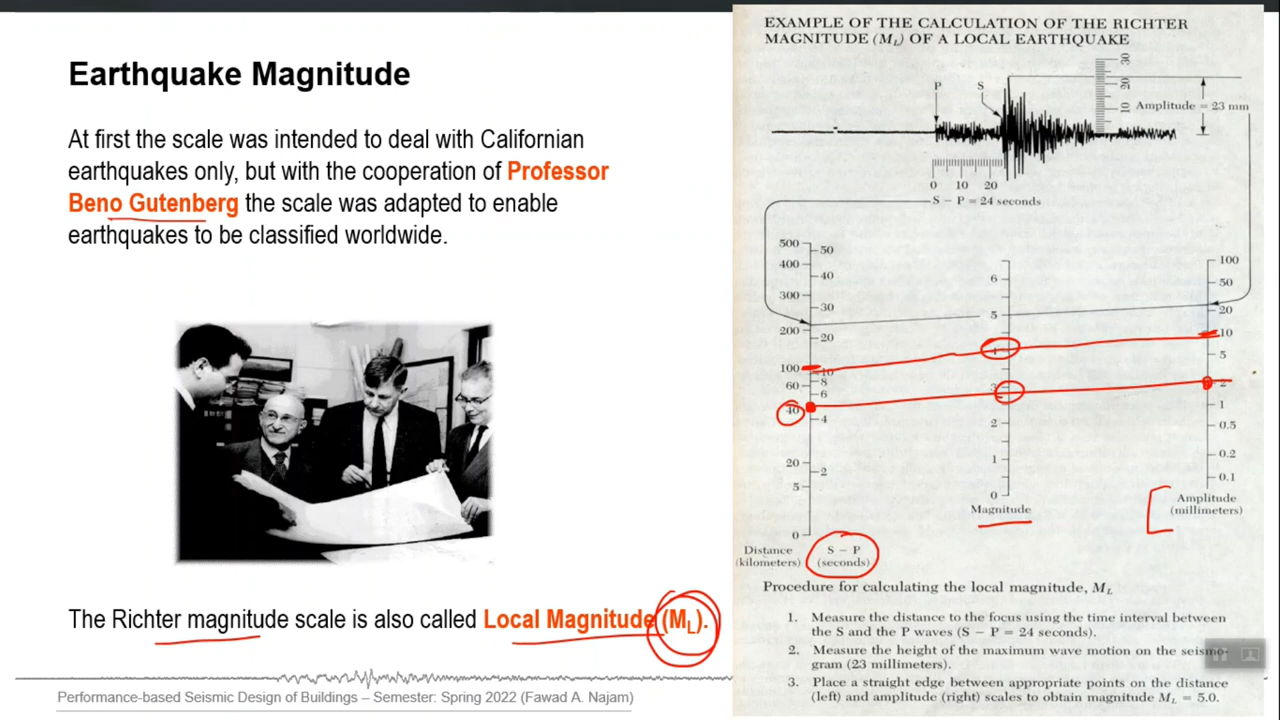 Earthquake Magnitude
At first the scale was intended to deal with Californian
earthquakes only, but with the cooperation of Professor
Beno Gutenberg the scale was adapted to enable
earthquakes to be classified worldwide.
The Richter magnitude scale is also called Local Magnitude (ML).
Performance-based Seismic Design of Buildings – Semester: Spring 2022 (Fawad A. Najam)
EXAMPLE OF THE CALCULATION OF THE RICHTER
MAGNITUDE (ML) OF A LOCAL EARTHQUAKE
P S
30
20
10
Amplitude = 23 mm
0 10 20
S – P = 24 seconds
500
400
300
200
100
60
40
20
5
0
50
40
30
20
10
8
6
4
2
6
5
4
3
2
1
0
100
50
20
10
5
2
1
0.5
0.2
0.1
Distance
(kilometers)
S – P
(seconds)
Magnitude
Amplitude
(millimeters)
Procedure for calculating the local magnitude, ML
1. Measure the distance to the focus using the time interval between
the S and the P waves (S – P = 24 seconds).
2. Measure the height of the maximum wave motion on the seismo-
gram (23 millimeters).
3. Place a straight edge between appropriate points on the distance
(left) and amplitude (right) scales to obtain magnitude ML = 5.0.